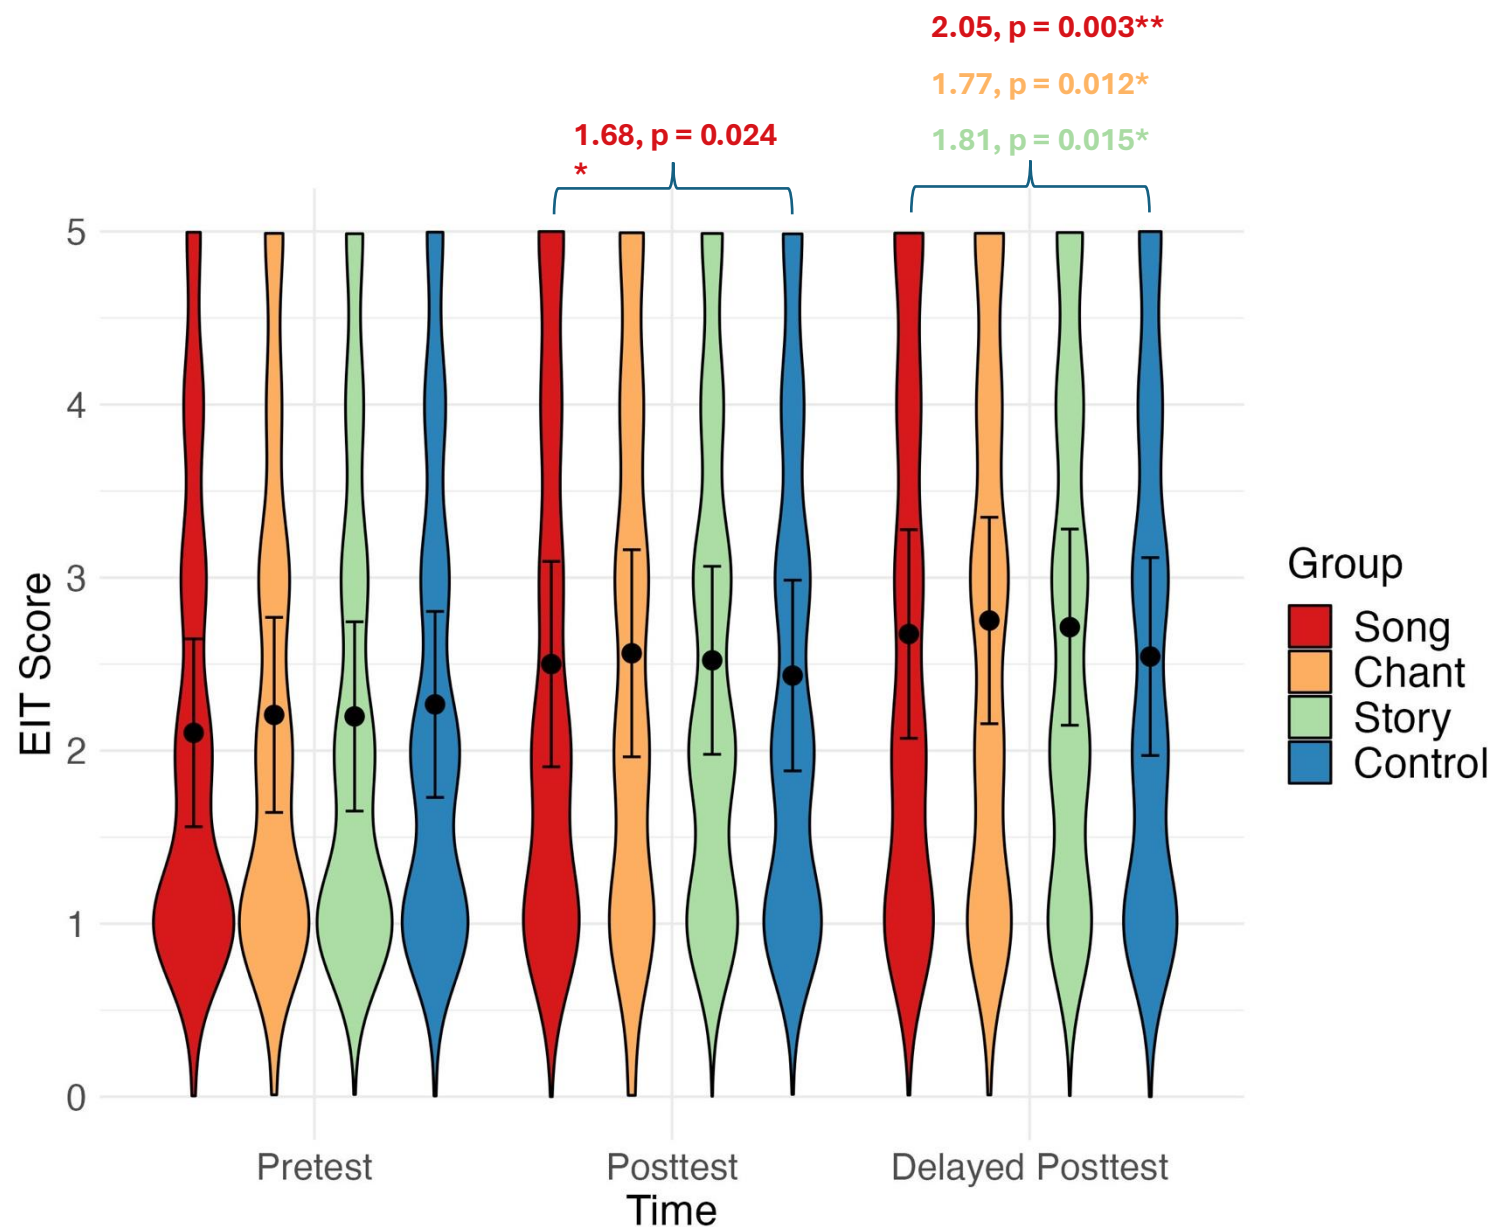 2.05, p = 0.003**
1.77, p = 0.012*
1.81, p = 0.015*
1.68, p = 0.024
*
5
4
3
2
1
0
EIT Score
Pretest
Posttest
Delayed Posttest
Time
Group
Song
Chant
Story
Control